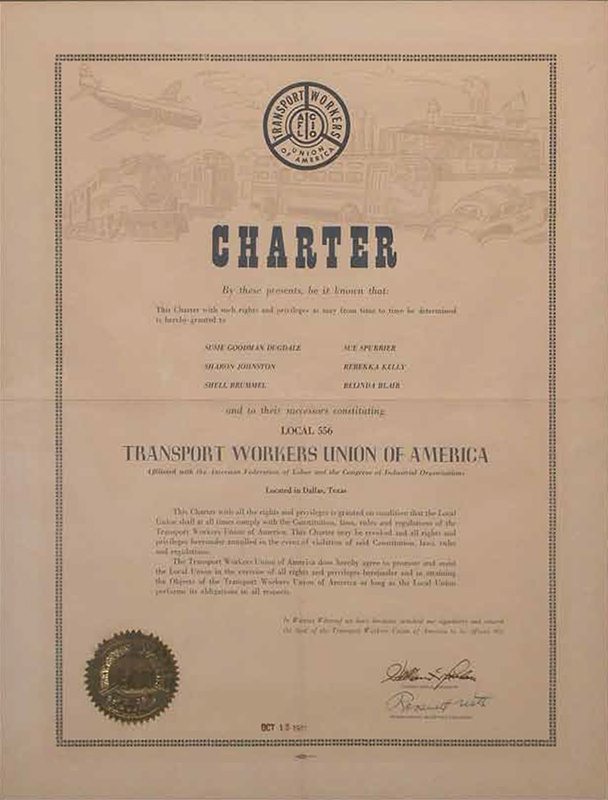 TRANSPORT WORKERS
AFL CIO
UNION
OF AMERICA
CHARTER
By these presents, be it known that:
This Charter with such rights and privileges as may from time to time be determined
is hereby granted to
SUSIE GOODMAN DUGDALE SUE SPURRIER
SHARON JOHNSTON REBEKKA KELLY
SHELL BRUMMEL BELINDA BLAIR
and to their successors constituting
LOCAL 556
TRANSPORT WORKERS UNION OF AMERICA
Affiliated with the American Federation of Labor and the Congress of Industrial Organizations
Located in Dallas, Texas
This Charter with all the rights and privileges is granted on condition that the Local
Union shall at all times comply with the Constitution, laws, rules and regulations of the
Transport Workers Union of America. This Charter may be revoked and all rights and
privileges hereunder annulled in the event of violation of said Constitution, laws, rules
and regulations.
The Transport Workers Union of America does hereby agree to promote and assist
the Local Union in the exercise of all rights and privileges hereunder and in attaining
the Objects of the Transport Workers Union of America so long as the Local Union
performs its obligations in all respects.
In Witness Whereof we have hereunto attached our signatures and caused
the Seal of the Transport Workers Union of America to be affixed this
OCT